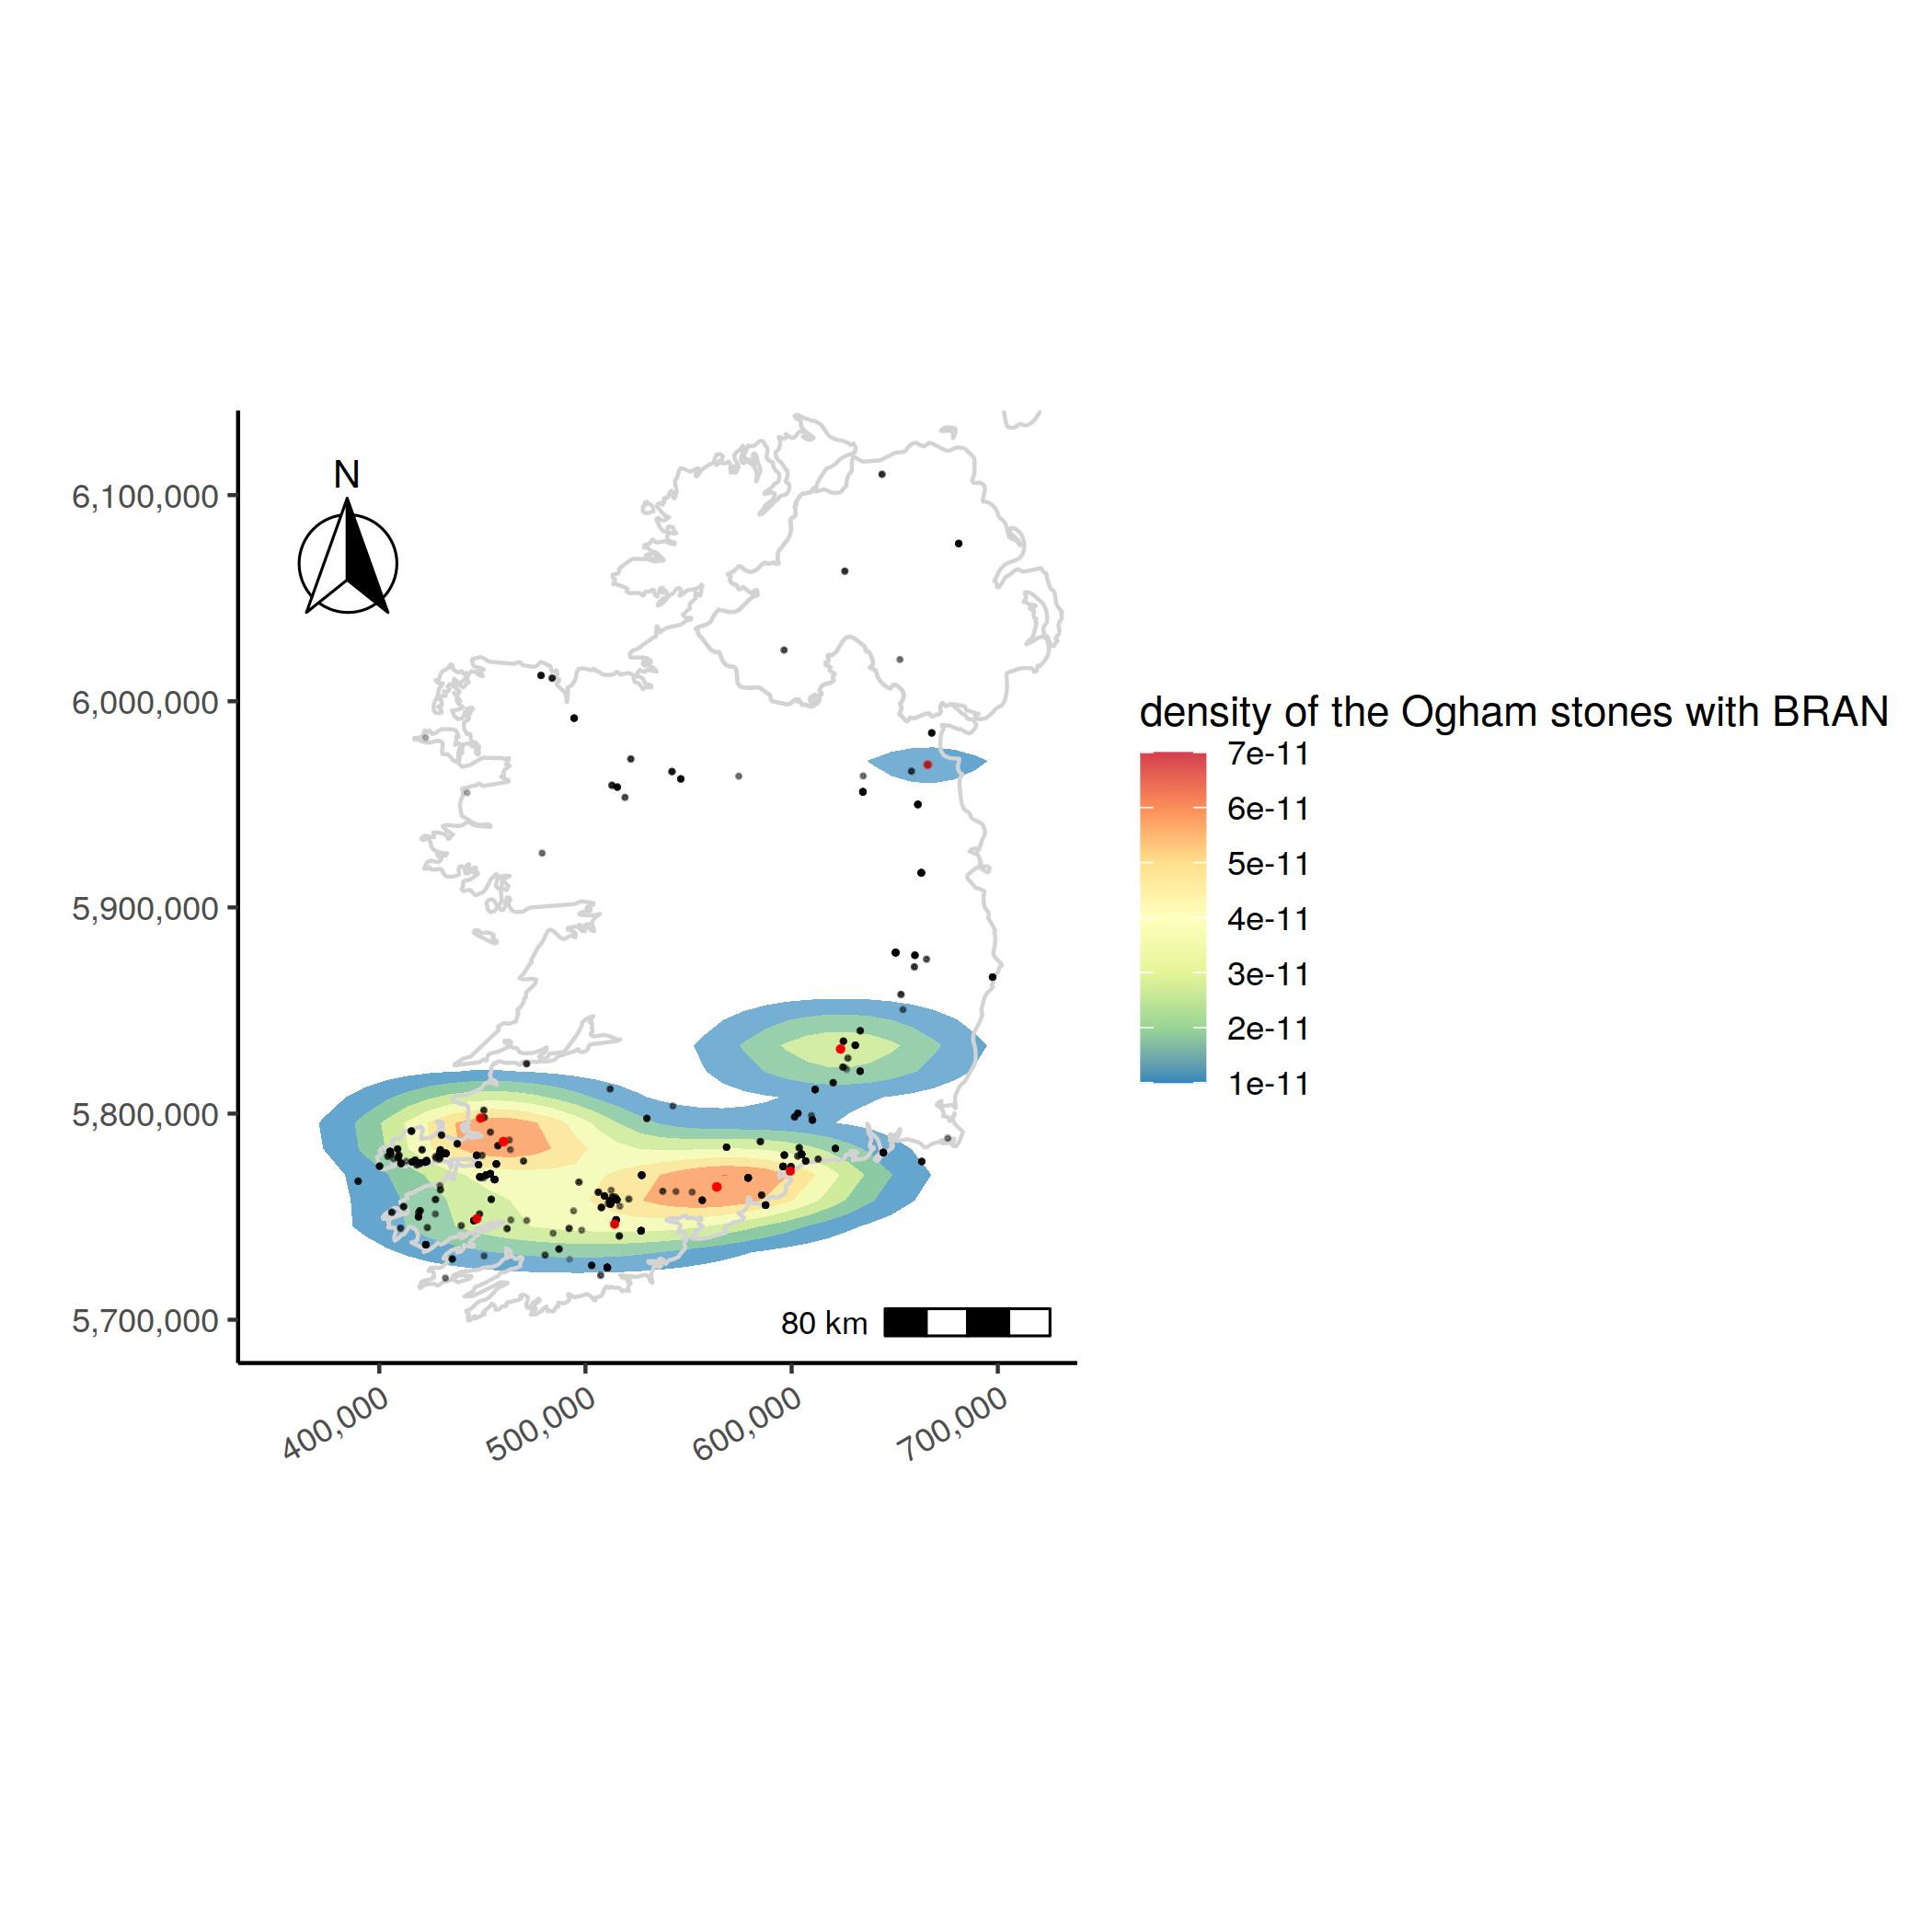 N
6,100,000
6,000,000
5,900,000
5,800,000
5,700,000
400,000
500,000
600,000
700,000
80 km
density of the Ogham stones with BRAN
7e-11
6e-11
5e-11
4e-11
3e-11
2e-11
1e-11